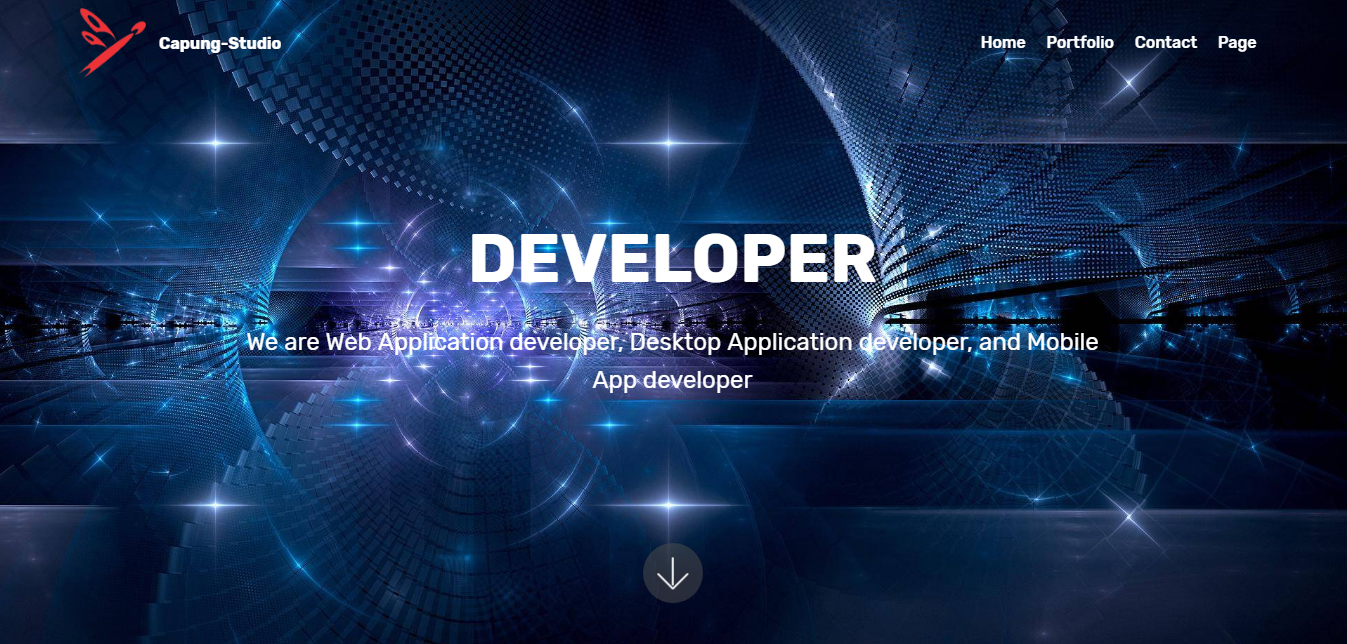 Capung-Studio
Home Portfolio Contact Page
DEVELOPER
We are Web Application developer, Desktop Application developer, and Mobile
App developer